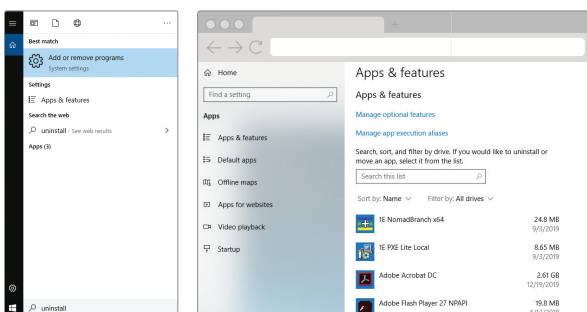 Best match
Add or remove programs
System settings
Settings
Apps & features
Search the web
uninstall - See web results
Apps (3)
uninstall
Home
Find a setting
Apps
Apps & features
Default apps
Offline maps
Apps for websites
Video playback
Startup
Apps & features
Apps & features
Manage optional features
Manage app execution aliases
Search, sort, and filter by drive. If you would like to uninstall or
move an app, select it from the list.
Search this list
Sort by: Name Filter by: All drives
1E NomadBranch x64 24.8 MB
9/3/2019
1E PXE Lite Local 8.65 MB
9/3/2019
Adobe Acrobat DC 2.61 GB
12/19/2019
Adobe Flash Player 27 NPAPI 19.8 MB